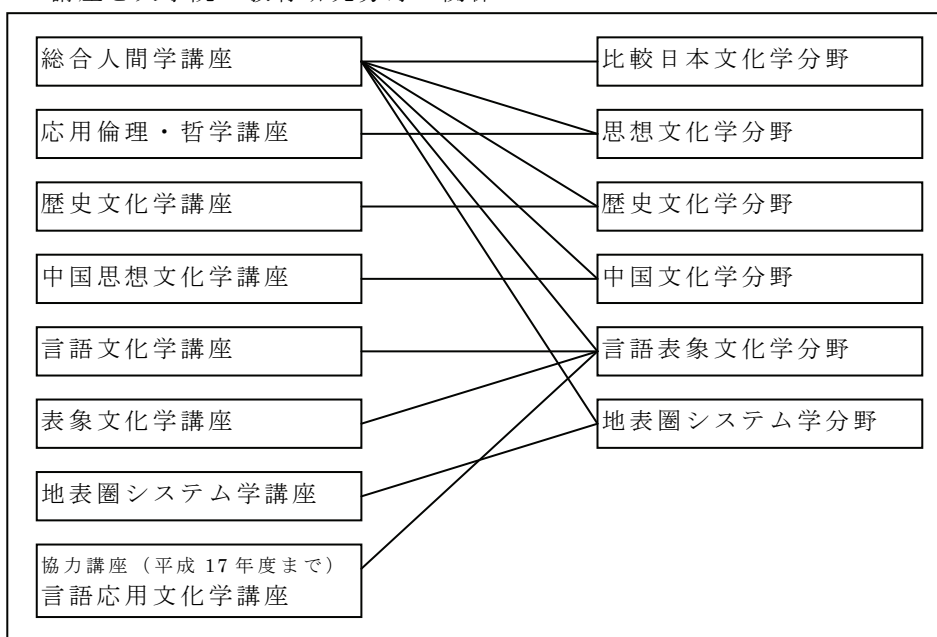 総合人間学講座
応用倫理・哲学講座
歴史文化学講座
中国思想文化学講座
言語文化学講座
表象文化学講座
地表圏システム学講座
協力講座（平成 17 年度まで）
言語応用文化学講座
比較日本文化学分野
思想文化学分野
歴史文化学分野
中国文化学分野
言語表象文化学分野
地表圏システム学分野